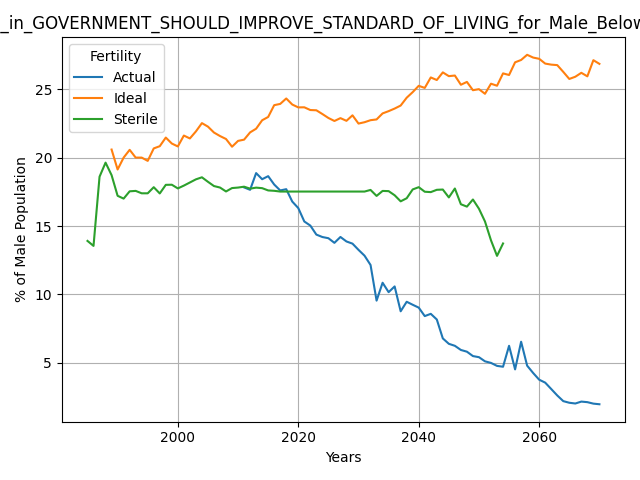 _in_GOVERNMENT_SHOULD_IMPROVE_STANDARD_OF_LIVING_for_Male_Below
Fertility
Actual
Ideal
Sterile
% of Male Population
25
20
15
10
5
2000 2020 2040 2060
Years